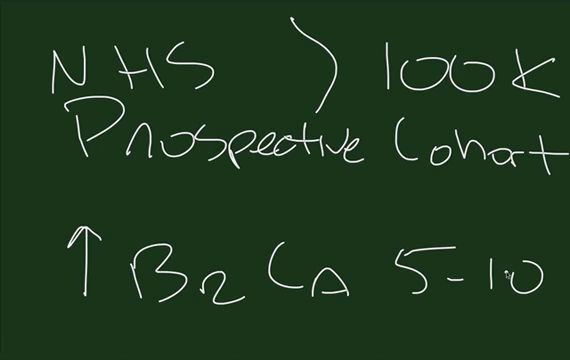 NHS ) 100K
Prospective Cohort
↑ Br Ca 5-10